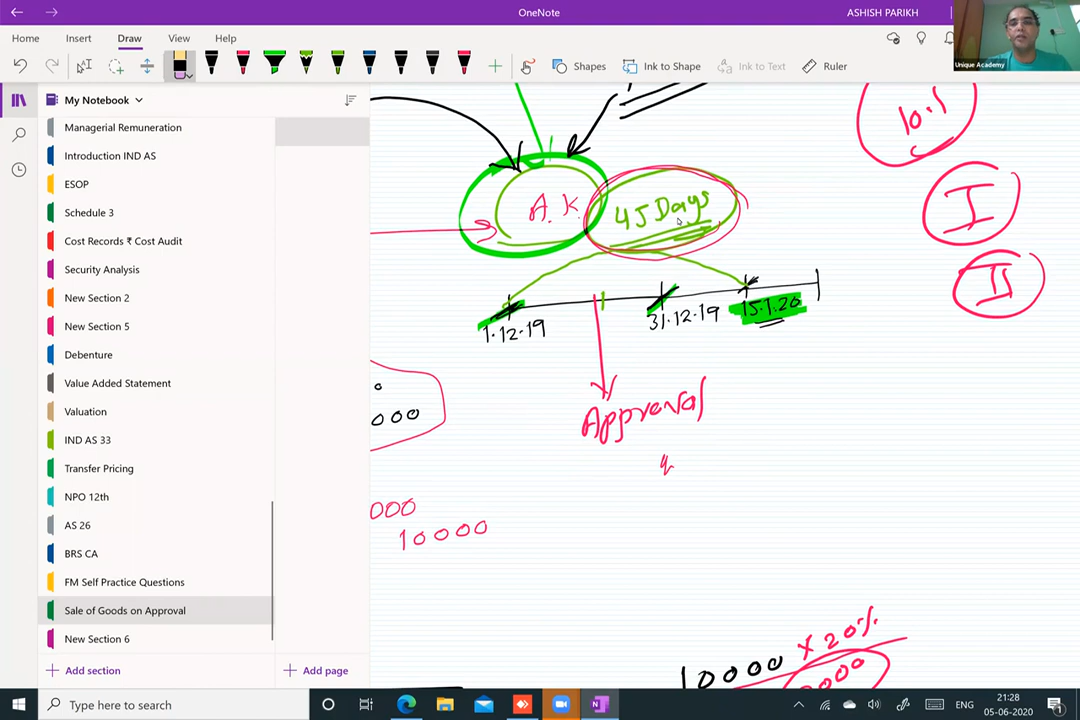 OneNote
ASHISH PARIKH
Home Insert Draw View Help
Unique Academy
Shapes Ink to Shape Ink to Text Ruler
My Notebook
Managerial Remuneration
Introduction IND AS
ESOP
Schedule 3
Cost Records ₹ Cost Audit
Security Analysis
New Section 2
New Section 5
Debenture
Value Added Statement
Valuation
IND AS 33
Transfer Pricing
NPO 12th
AS 26
BRS CA
FM Self Practice Questions
Sale of Goods on Approval
New Section 6
Add section Add page
10.1
I
II
A.K. 45 Days
1.12.19 31.12.19 15.1.20
Approval
000
000
10000
10000 x 20%
Type here to search
ENG
21:28
05-06-2020